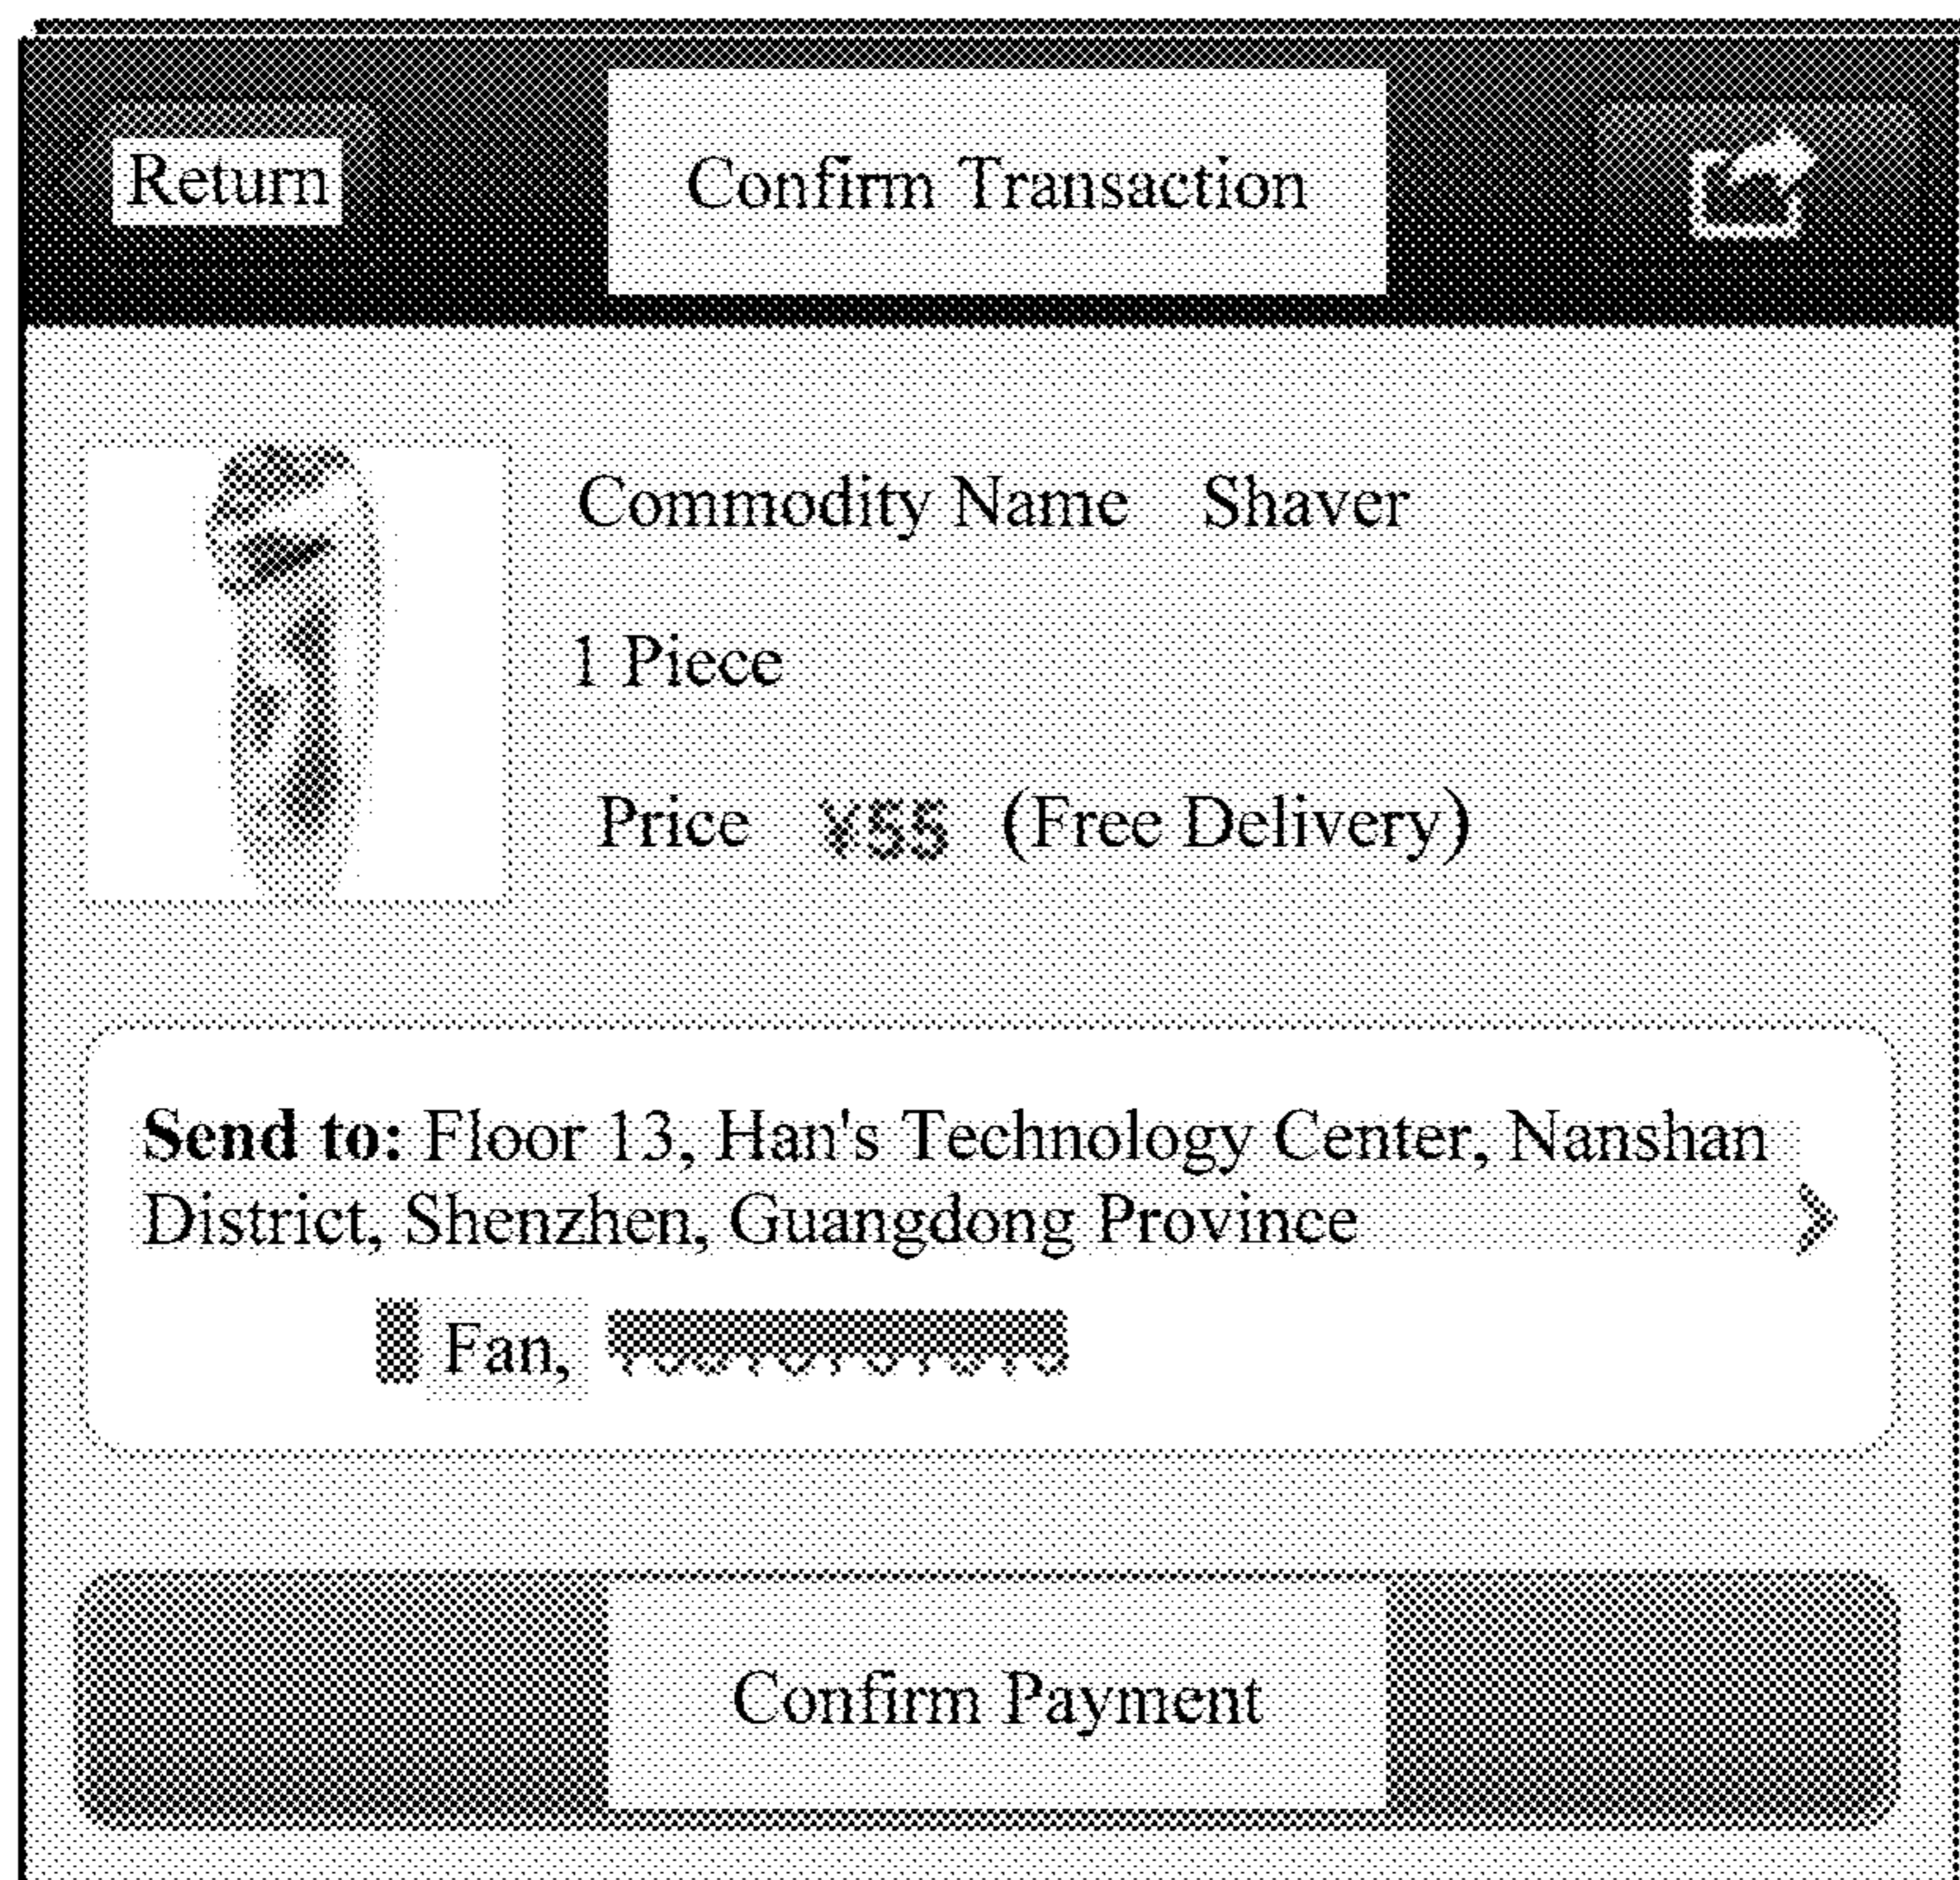 Return Confirm Transaction
Commodity Name Shaver
1 Piece
Price ¥55 (Free Delivery)
Send to: Floor 13, Han's Technology Center, Nanshan
District, Shenzhen, Guangdong Province
Fan,
Confirm Payment